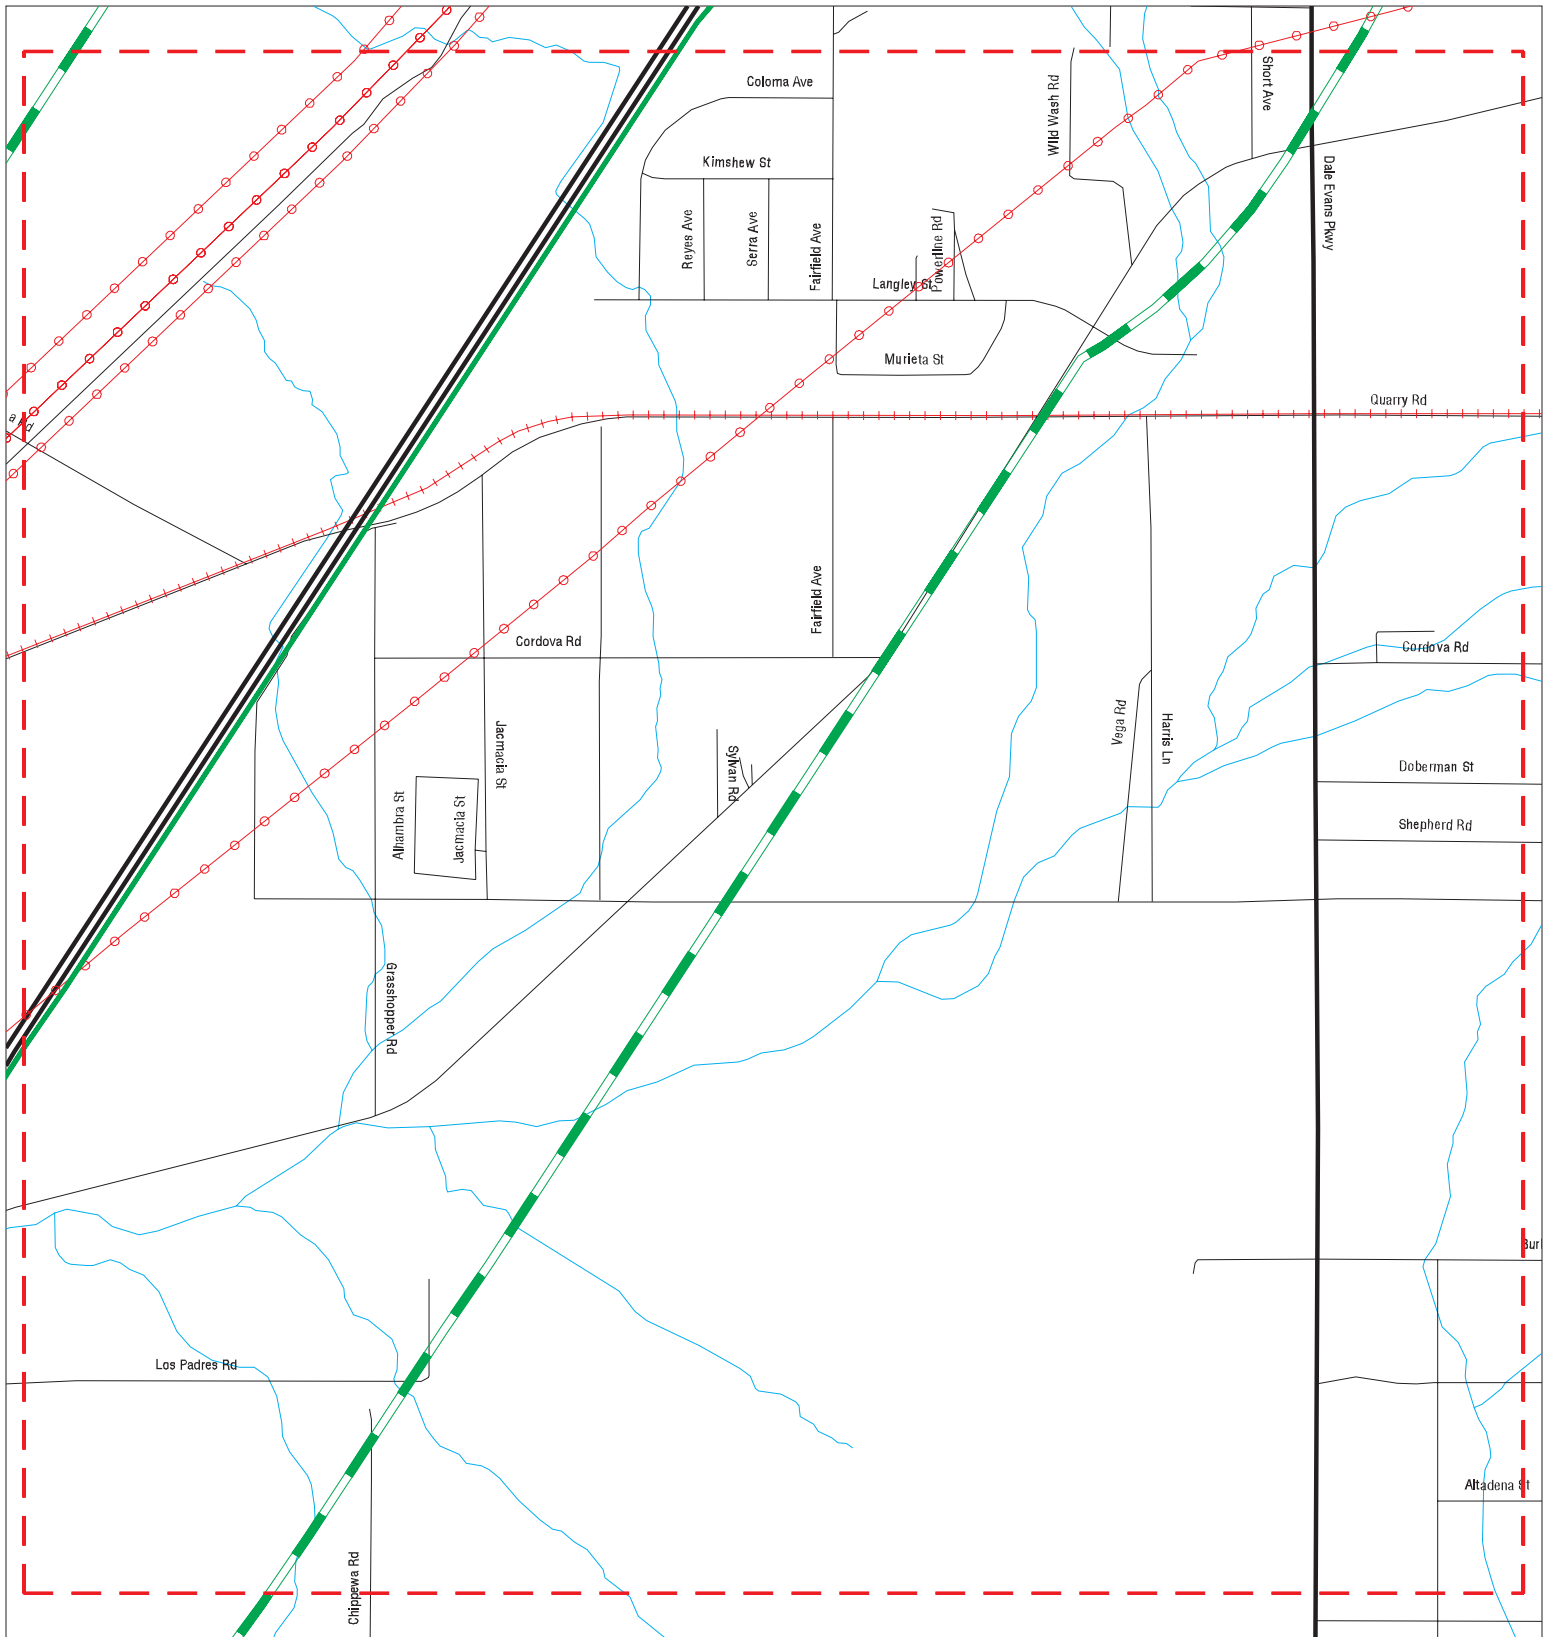 Coloma Ave
Short Ave
Wild Wash Rd
Kimshew St
Dale Evans Pkwy
Reyes Ave
Serra Ave
Fairfield Ave
Powerline Rd
Langley St
Murieta St
Quarry Rd
a Rd
Fairfield Ave
Cordova Rd
Cordova Rd
Vega Rd
Harris Ln
Jacmacia St
Sylvan Rd
Doberman St
Alhambra St
Jacmacia St
Shepherd Rd
Grasshopper Rd
Bur
Los Padres Rd
Altadena St
Chippewa Rd